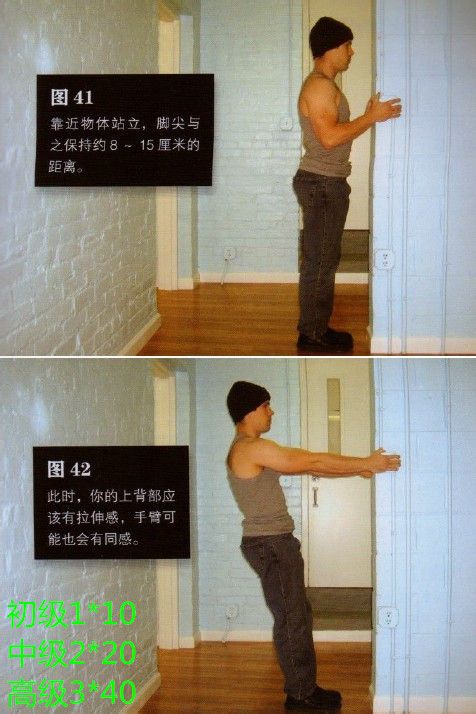 图 41
靠近物体站立，脚尖与
之保持约 8 ～ 15 厘米的
距离。
图 42
此时，你的上背部应
该有拉伸感，手臂可
能也会有同感。
初级1*10
中级2*20
高级3*40